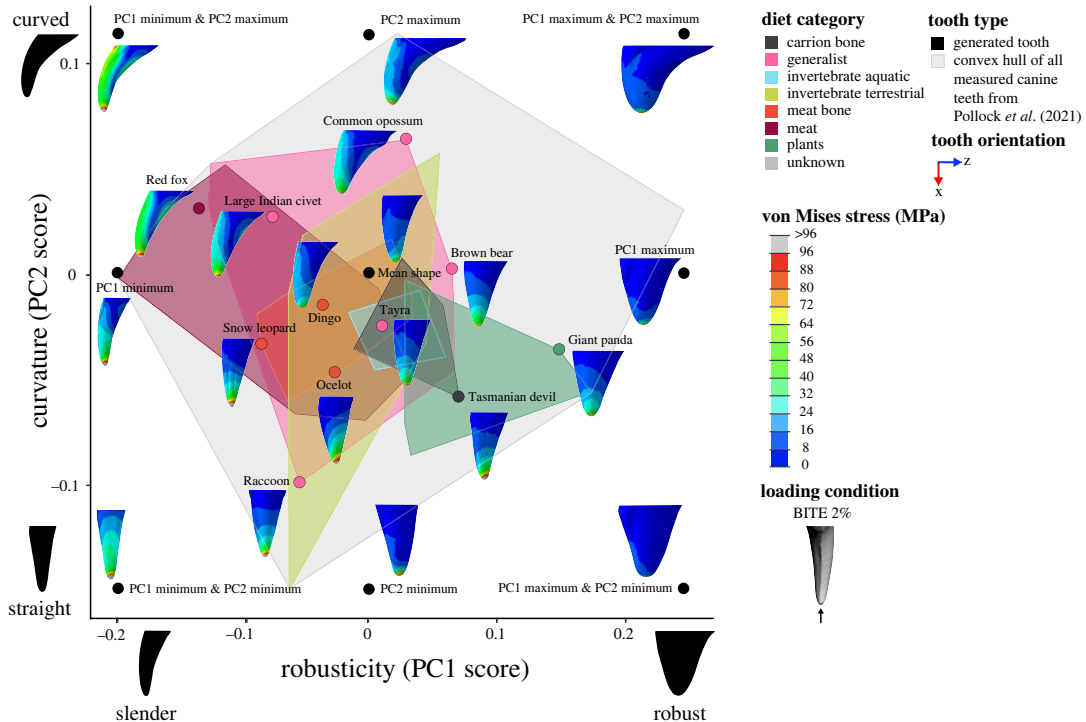 curved
PC1 minimum & PC2 maximum
PC2 maximum
PC1 maximum & PC2 maximum
0.1
Common opossum
Red fox
Large Indian civet
Brown bear
PC1 maximum
0
Mean shape
PC1 minimum
Dingo
Tayra
Snow leopard
Giant panda
Ocelot
Tasmanian devil
Raccoon
–0.1
PC1 minimum & PC2 minimum
PC2 minimum
PC1 maximum & PC2 minimum
curvature (PC2 score)
straight
–0.2
–0.1
0
0.1
0.2
robusticity (PC1 score)
slender
robust
diet category
carrion bone
generalist
invertebrate aquatic
invertebrate terrestrial
meat bone
meat
plants
unknown
tooth type
generated tooth
convex hull of all
measured canine
teeth from
Pollock et al. (2021)
tooth orientation
z
x
von Mises stress (MPa)
>96
96
88
80
72
64
56
48
40
32
24
16
8
0
loading condition
BITE 2%